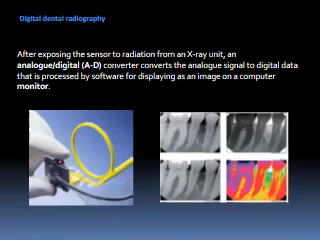 Digital dental radiography
After exposing the sensor to radiation from an X-ray unit, an
analogue/digital (A-D) converter converts the analogue signal to digital data
that is processed by software for displaying as an image on a computer
monitor.